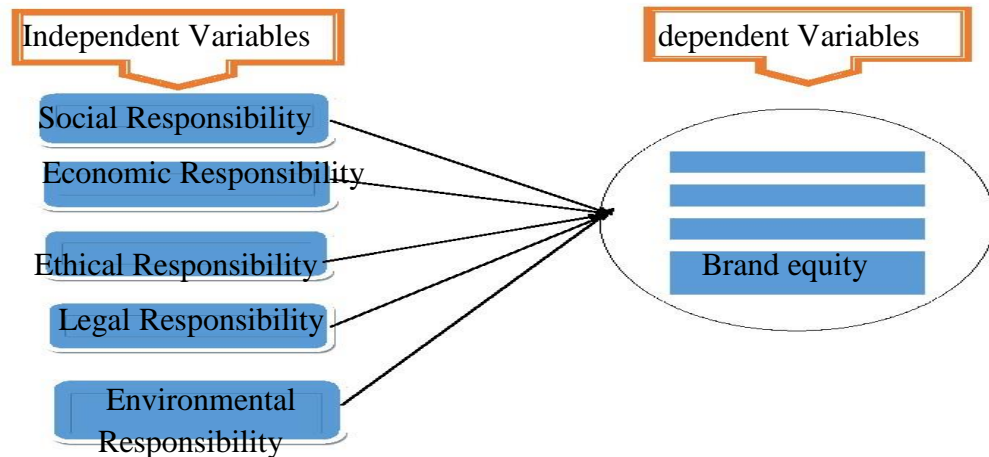 Independent Variables
dependent Variables
Social Responsibility
Economic Responsibility
Ethical Responsibility
Legal Responsibility
Environmental
Responsibility
Brand equity